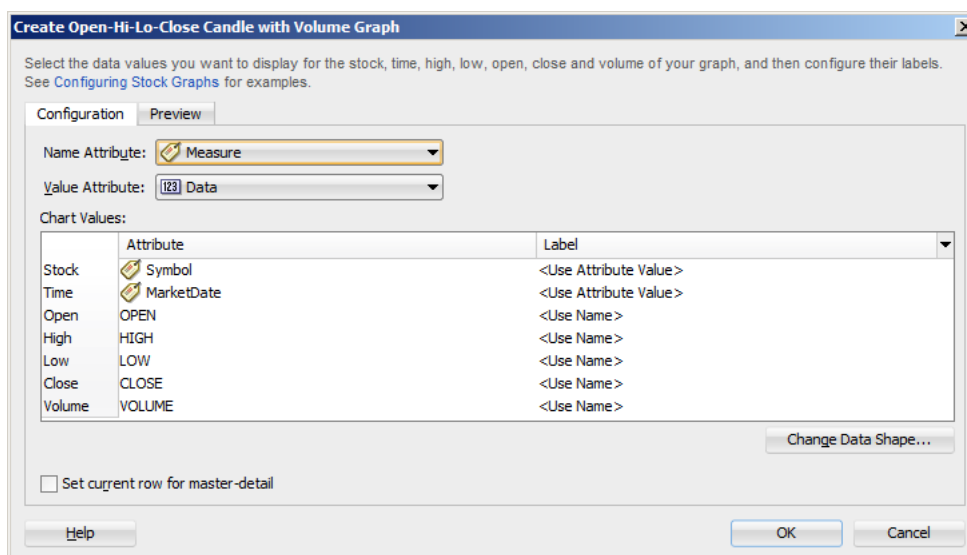 Create Open-Hi-Lo-Close Candle with Volume Graph
Select the data values you want to display for the stock, time, high, low, open, close and volume of your graph, and then configure their labels.
See Configuring Stock Graphs for examples.
Configuration Preview
Name Attribute: Measure
Value Attribute: 123 Data
Chart Values:
Attribute Label
Stock Symbol <Use Attribute Value>
Time MarketDate <Use Attribute Value>
Open OPEN <Use Name>
High HIGH <Use Name>
Low LOW <Use Name>
Close CLOSE <Use Name>
Volume VOLUME <Use Name>
Change Data Shape...
Set current row for master-detail
Help OK Cancel